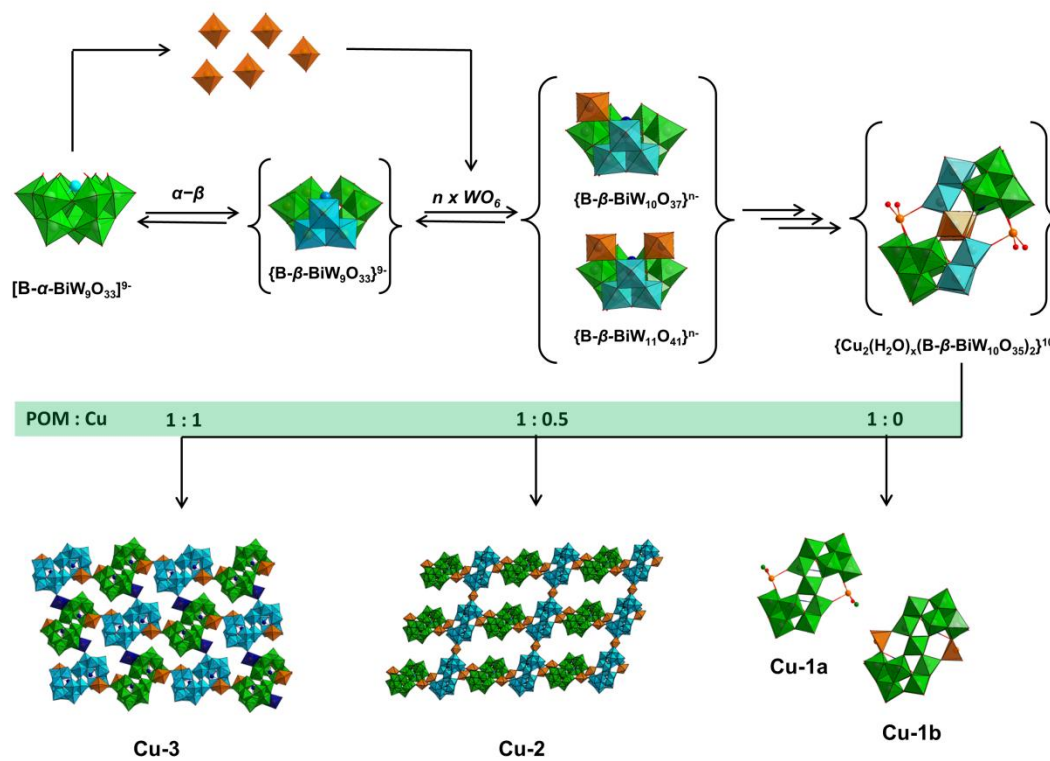 α−β
n x WO₆
[B-α-BiW₉O₃₃]⁹⁻
{B-β-BiW₉O₃₃}⁹⁻
{B-β-BiW₁₀O₃₇}ⁿ⁻
{B-β-BiW₁₁O₄₁}ⁿ⁻
{Cu₂(H₂O)ₓ(B-β-BiW₁₀O₃₅)₂}¹⁰
POM : Cu 1 : 1 1 : 0.5 1 : 0
Cu-1a
Cu-1b
Cu-3
Cu-2